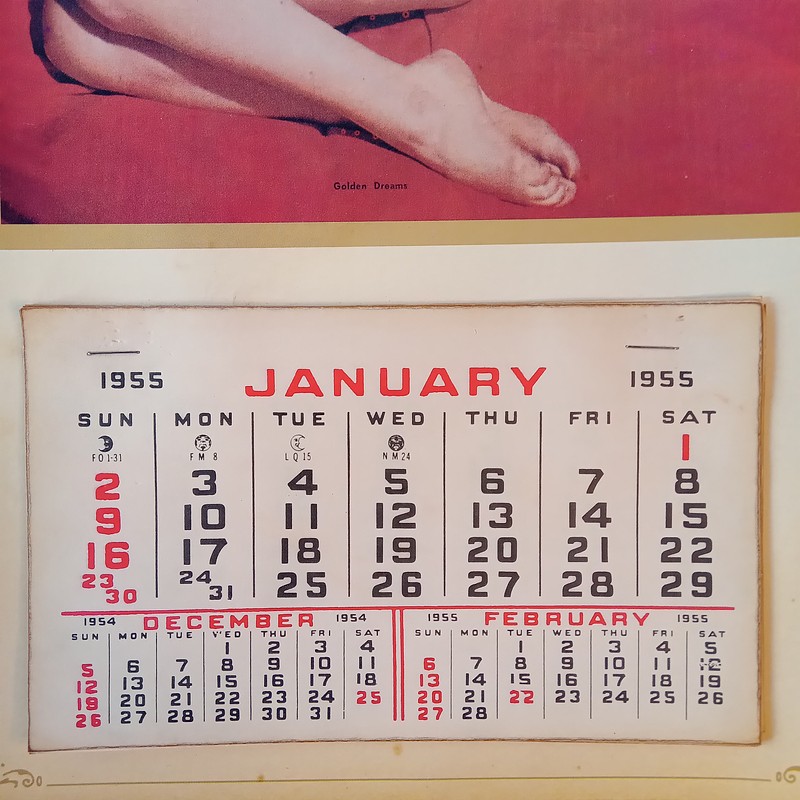 Golden Dreams
1955 JANUARY 1955
SUN MON TUE WED THU FRI SAT
FQ 1-31 FM 8 LQ 15 NM 24 1
2 3 4 5 6 7 8
9 10 11 12 13 14 15
16 17 18 19 20 21 22
23 30 24 31 25 26 27 28 29
1954 DECEMBER 1954
SUN MON TUE WED THU FRI SAT
1 2 3 4
5 6 7 8 9 10 11
12 13 14 15 16 17 18
19 20 21 22 23 24 25
26 27 28 29 30 31
1955 FEBRUARY 1955
SUN MON TUE WED THU FRI SAT
1 2 3 4 5
6 7 8 9 10 11 12
13 14 15 16 17 18 19
20 21 22 23 24 25 26
27 28